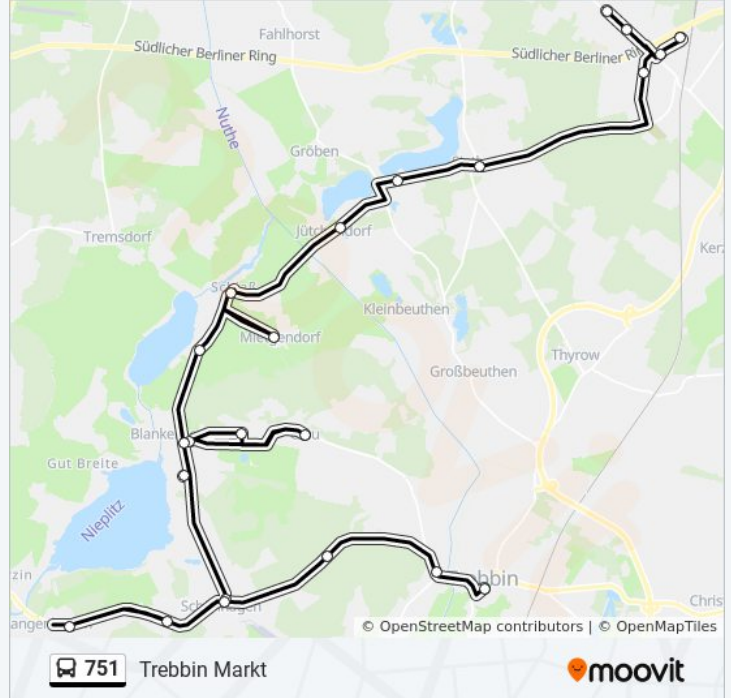 Fahlhorst
Südlicher Berliner Ring
Südlicher Berliner
Nuthe
Gröben
Tremsdorf
Kleinbeuthen
Thyrow
Großbeuthen
Gut Breite
Nieplitz
© OpenStreetMap contributors | © OpenMapTiles
751 Trebbin Markt
moovit